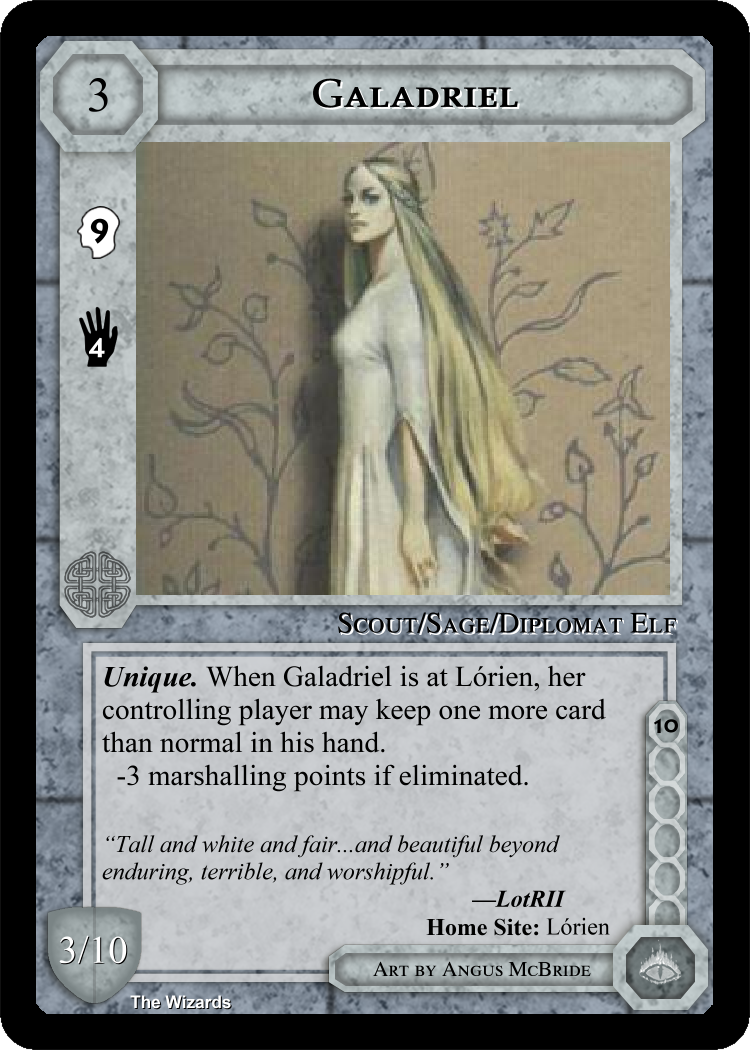 3
GALADRIEL
9
4
SCOUT/SAGE/DIPLOMAT ELF
Unique. When Galadriel is at Lórien, her
controlling player may keep one more card
than normal in his hand.
-3 marshalling points if eliminated.
10
“Tall and white and fair...and beautiful beyond
enduring, terrible, and worshipful.”
—LotRII
Home Site: Lórien
3/10
ART BY ANGUS MCBRIDE
The Wizards